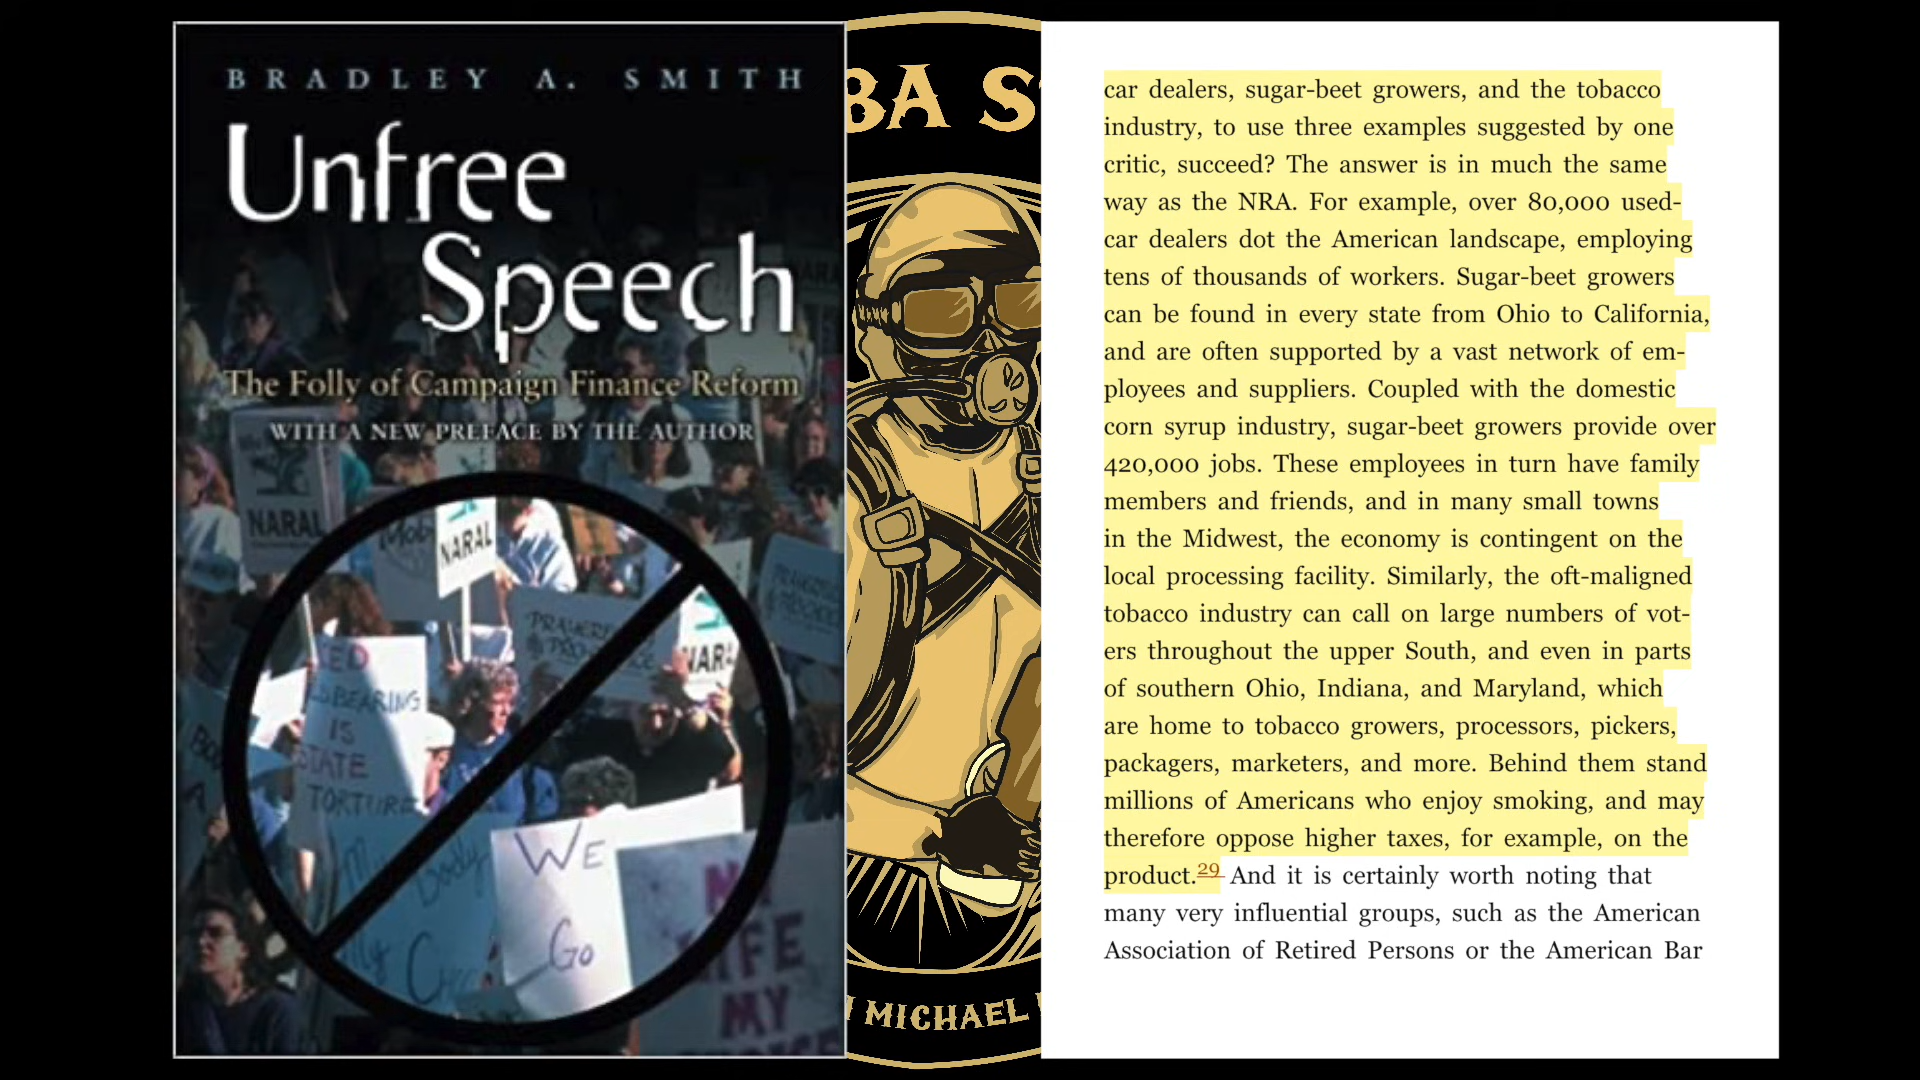 BRADLEY A. SMITH
Unfree
Speech
The Folly of Campaign Finance Reform
WITH A NEW PREFACE BY THE AUTHOR
NARAL
NARAL
NARA
BEARING
IS
STATE
TORTURE
My Body
My
WE
Go
MY
LIFE
MY
BA S
MICHAEL
car dealers, sugar-beet growers, and the tobacco
industry, to use three examples suggested by one
critic, succeed? The answer is in much the same
way as the NRA. For example, over 80,000 used-
car dealers dot the American landscape, employing
tens of thousands of workers. Sugar-beet growers
can be found in every state from Ohio to California,
and are often supported by a vast network of em-
ployees and suppliers. Coupled with the domestic
corn syrup industry, sugar-beet growers provide over
420,000 jobs. These employees in turn have family
members and friends, and in many small towns
in the Midwest, the economy is contingent on the
local processing facility. Similarly, the oft-maligned
tobacco industry can call on large numbers of vot-
ers throughout the upper South, and even in parts
of southern Ohio, Indiana, and Maryland, which
are home to tobacco growers, processors, pickers,
packagers, marketers, and more. Behind them stand
millions of Americans who enjoy smoking, and may
therefore oppose higher taxes, for example, on the
product.29 And it is certainly worth noting that
many very influential groups, such as the American
Association of Retired Persons or the American Bar